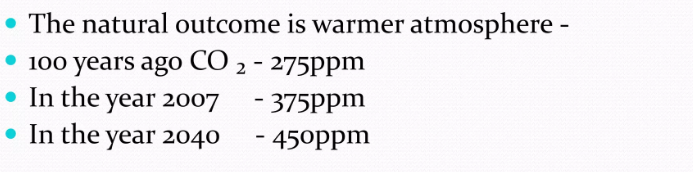 The natural outcome is warmer atmosphere -
100 years ago CO 2 - 275ppm
In the year 2007 - 375ppm
In the year 2040 - 450ppm